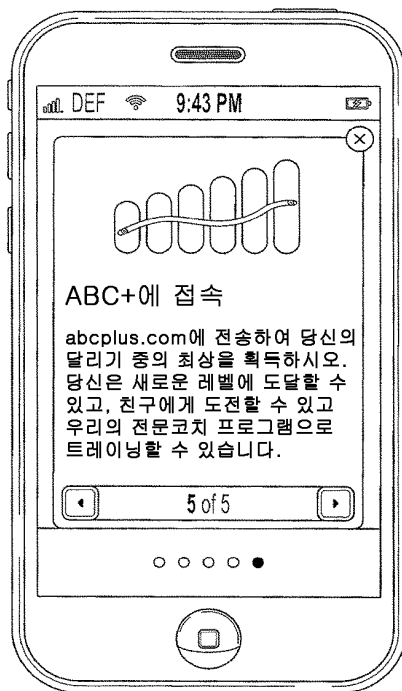 DEF 9:43 PM
ABC+에 접속
abcplus.com에 전송하여 당신의
달리기 중의 최상을 획득하시오.
당신은 새로운 레벨에 도달할 수
있고, 친구에게 도전할 수 있고
우리의 전문코치 프로그램으로
트레이닝할 수 있습니다.
5 of 5